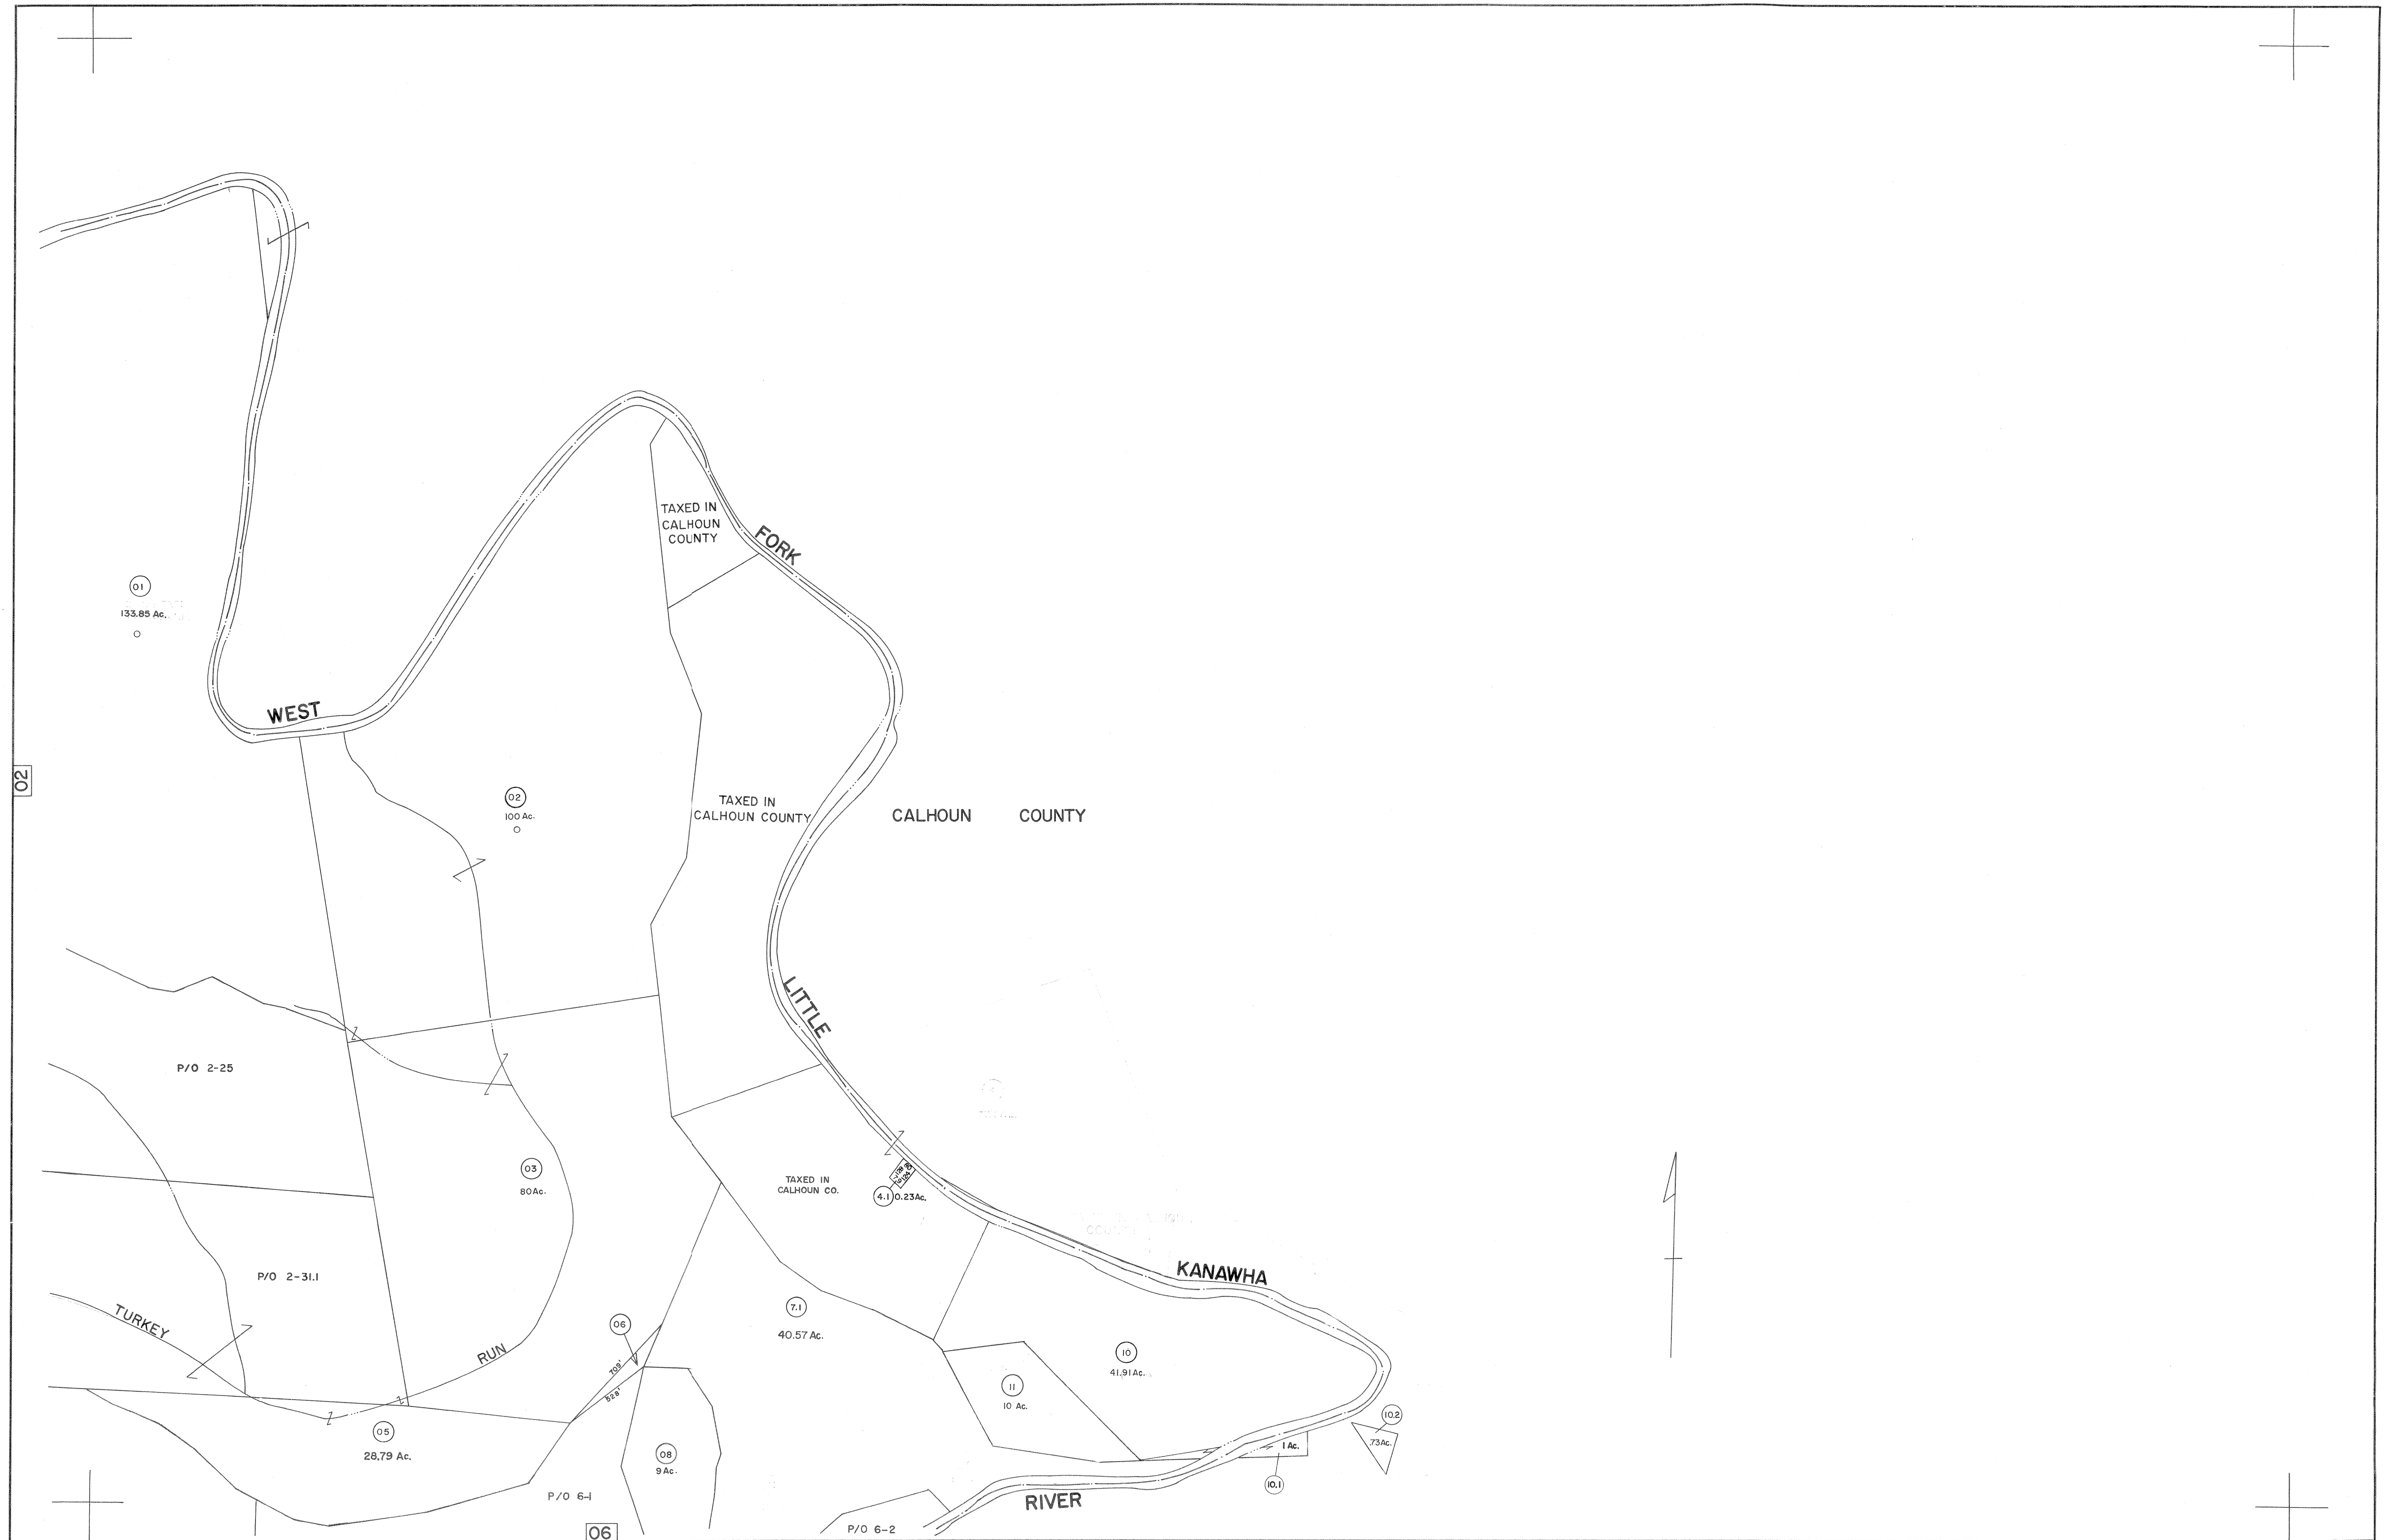 TAXED IN
CALHOUN
COUNTY
FORK
01
133.85 Ac.
WEST
02
02
100 Ac.
TAXED IN
CALHOUN COUNTY
CALHOUN COUNTY
LITTLE
P/O 2-25
03
80Ac.
TAXED IN
CALHOUN CO.
4.1
0.23Ac.
KANAWHA
P/O 2-31.1
TURKEY
RUN
06
709'
528'
7.1
40.57 Ac.
10
41.91Ac.
11
10 Ac.
10.2
.73Ac.
1 Ac.
10.1
05
28.79 Ac.
08
9 Ac.
P/O 6-1
RIVER
P/O 6-2
06